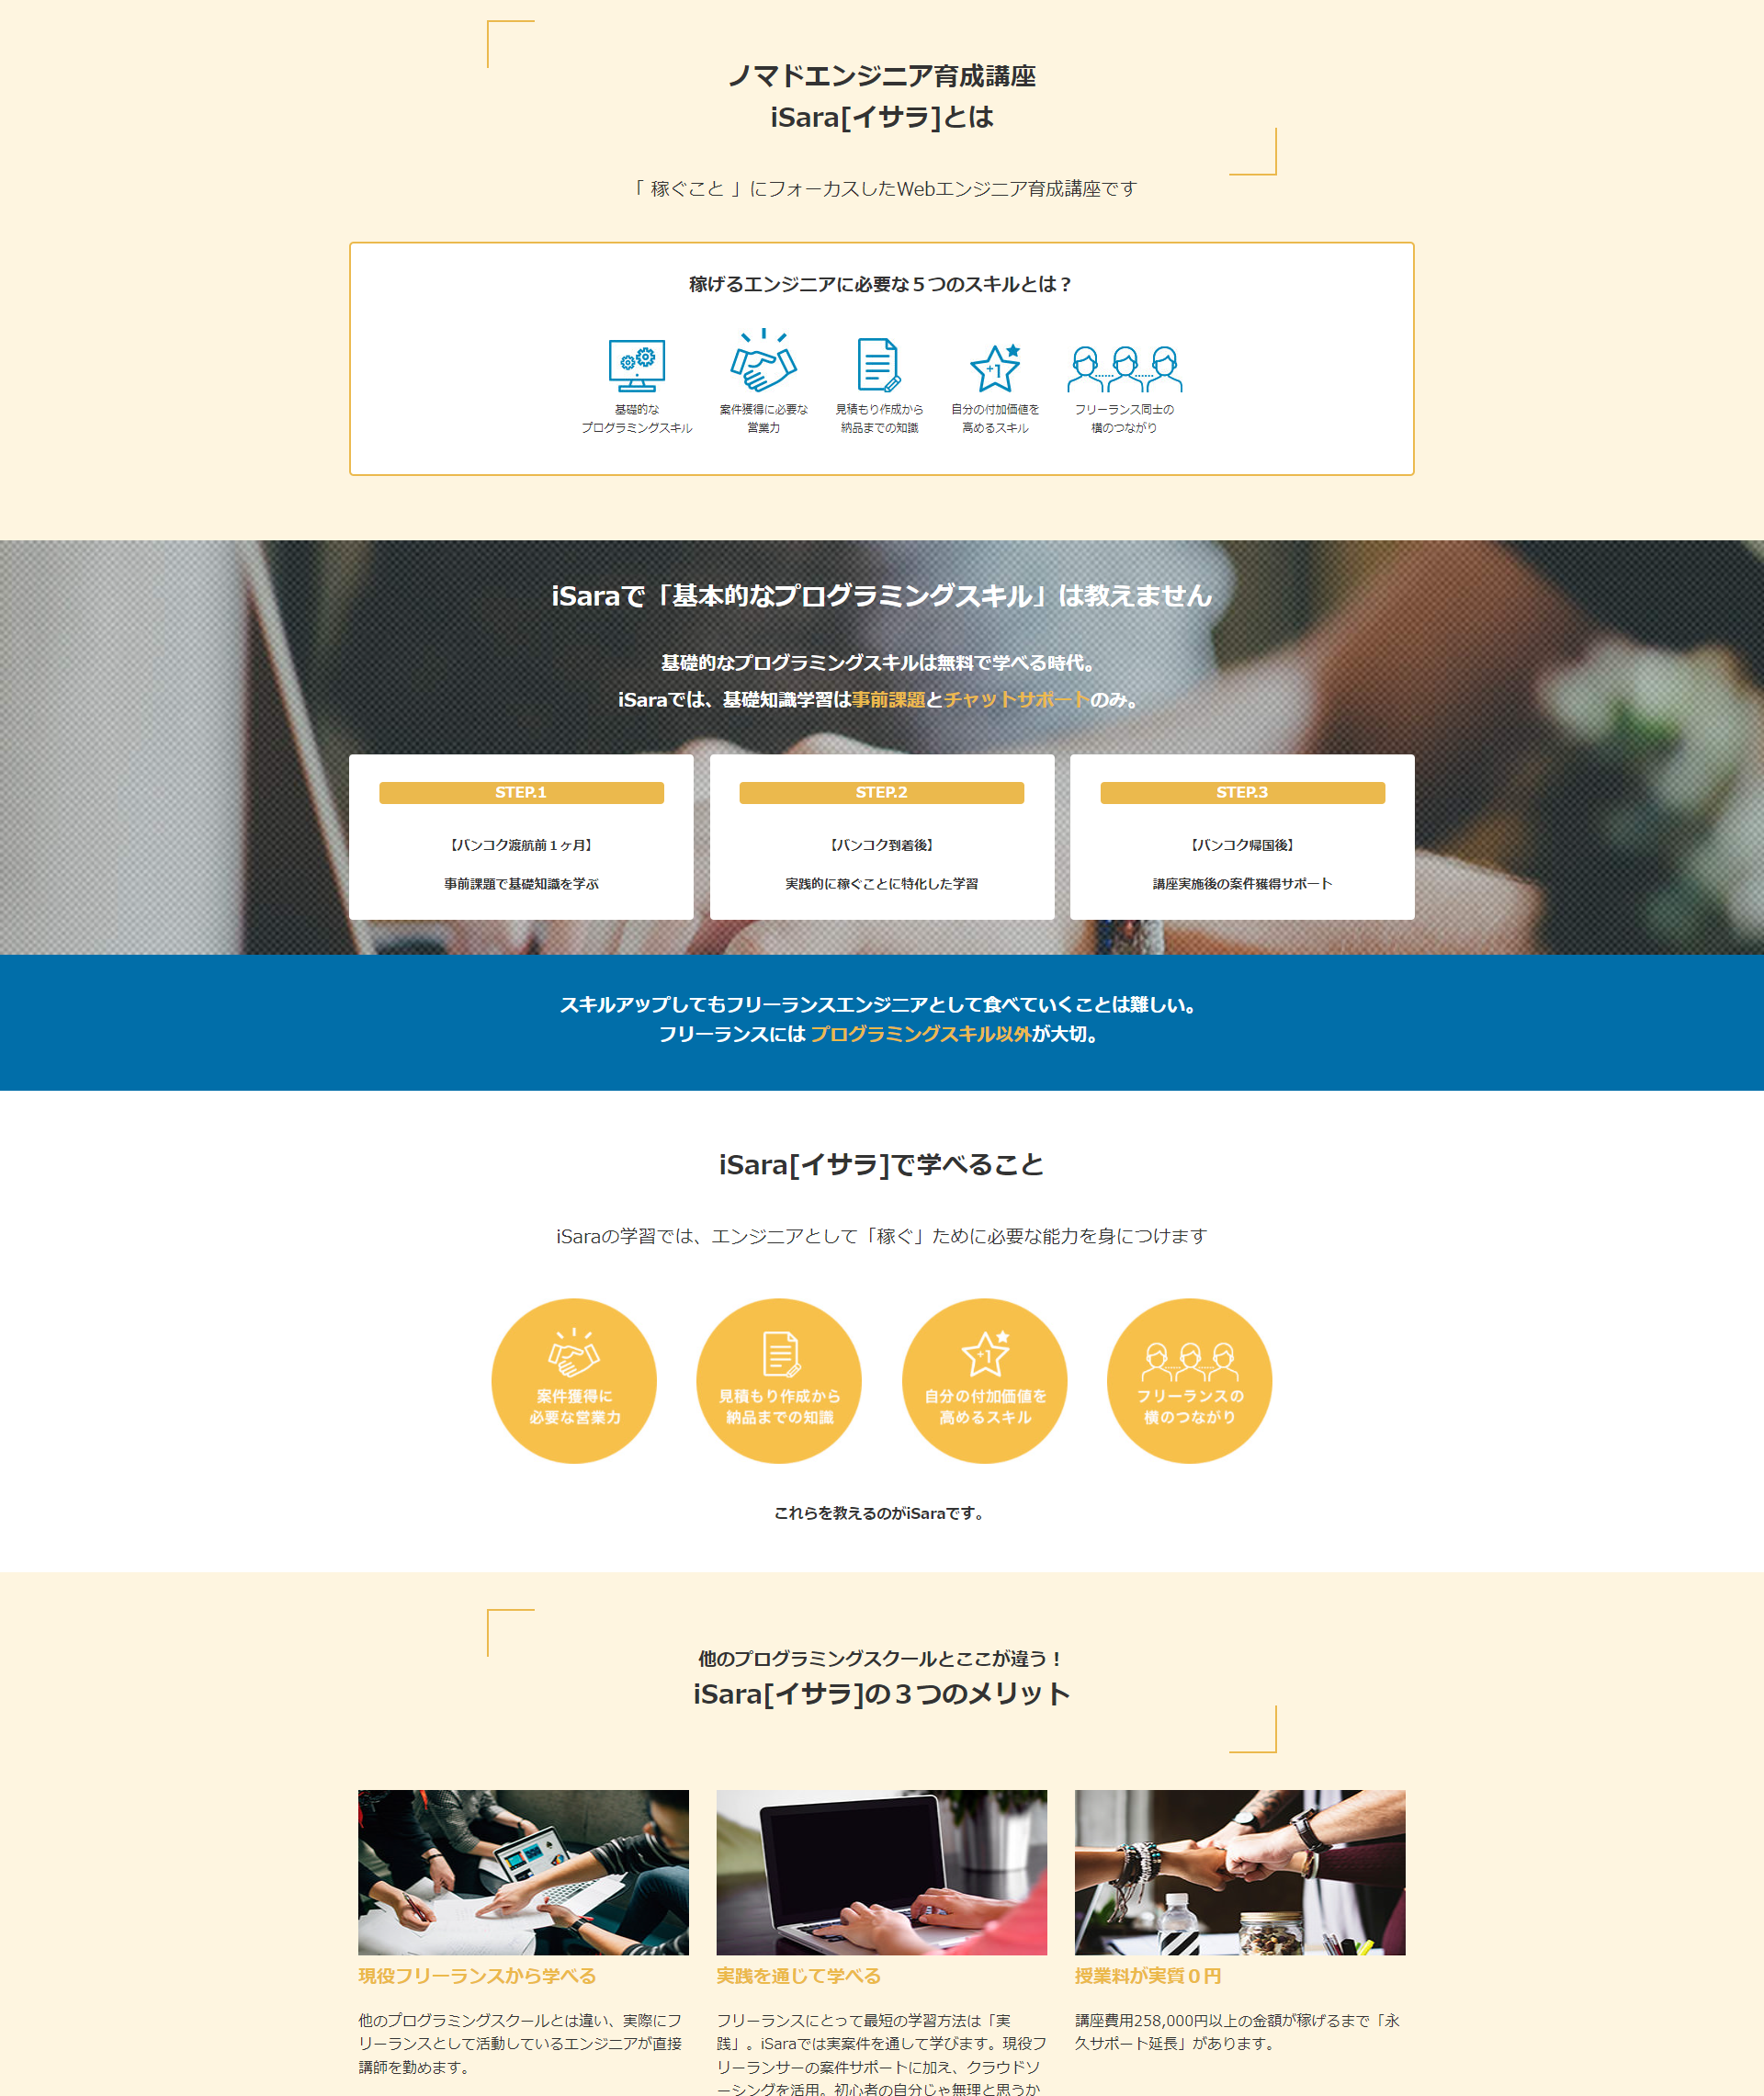 ノマドエンジニア育成講座
iSara[イサラ]とは
「 稼ぐこと 」にフォーカスしたWebエンジニア育成講座です
稼げるエンジニアに必要な５つのスキルとは？
基礎的な
プログラミングスキル
案件獲得に必要な
営業力
見積もり作成から
納品までの知識
自分の付加価値を
高めるスキル
フリーランス同士の
横のつながり
iSaraで「基本的なプログラミングスキル」は教えません
基礎的なプログラミングスキルは無料で学べる時代。
iSaraでは、基礎知識学習は事前課題とチャットサポートのみ。
STEP.1
【バンコク渡航前１ヶ月】
事前課題で基礎知識を学ぶ
STEP.2
【バンコク到着後】
実践的に稼ぐことに特化した学習
STEP.3
【バンコク帰国後】
講座実施後の案件獲得サポート
スキルアップしてもフリーランスエンジニアとして食べていくことは難しい。
フリーランスには プログラミングスキル以外が大切。
iSara[イサラ]で学べること
iSaraの学習では、エンジニアとして「稼ぐ」ために必要な能力を身につけます
案件獲得に
必要な営業力
見積もり作成から
納品までの知識
自分の付加価値を
高めるスキル
フリーランスの
横のつながり
これらを教えるのがiSaraです。
他のプログラミングスクールとここが違う！
iSara[イサラ]の３つのメリット
現役フリーランスから学べる
他のプログラミングスクールとは違い、実際にフ
リーランスとして活動しているエンジニアが直接
講師を勤めます。
実践を通じて学べる
フリーランスにとって最短の学習方法は「実
践」。iSaraでは実案件を通して学びます。現役フ
リーランサーの案件サポートに加え、クラウドソ
ーシングを活用。初心者の自分じゃ無理と思うか
授業料が実質０円
講座費用258,000円以上の金額が稼げるまで「永
久サポート延長」があります。